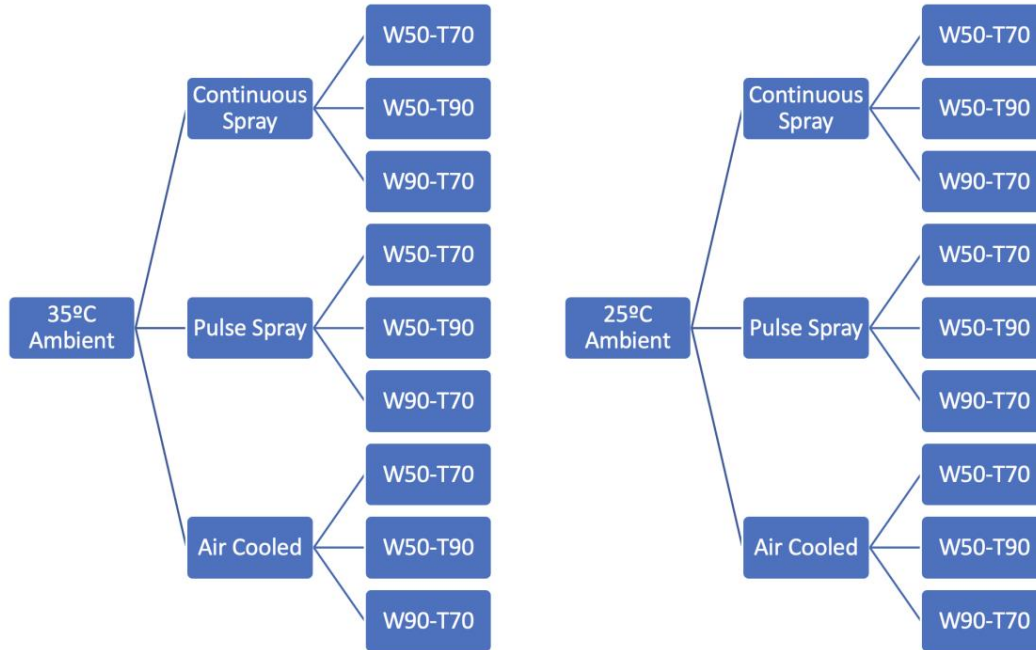 35ºC
Ambient
Continuous
Spray
W50-T70
W50-T90
W90-T70
Pulse Spray
W50-T70
W50-T90
W90-T70
Air Cooled
W50-T70
W50-T90
W90-T70
25ºC
Ambient
Continuous
Spray
W50-T70
W50-T90
W90-T70
Pulse Spray
W50-T70
W50-T90
W90-T70
Air Cooled
W50-T70
W50-T90
W90-T70